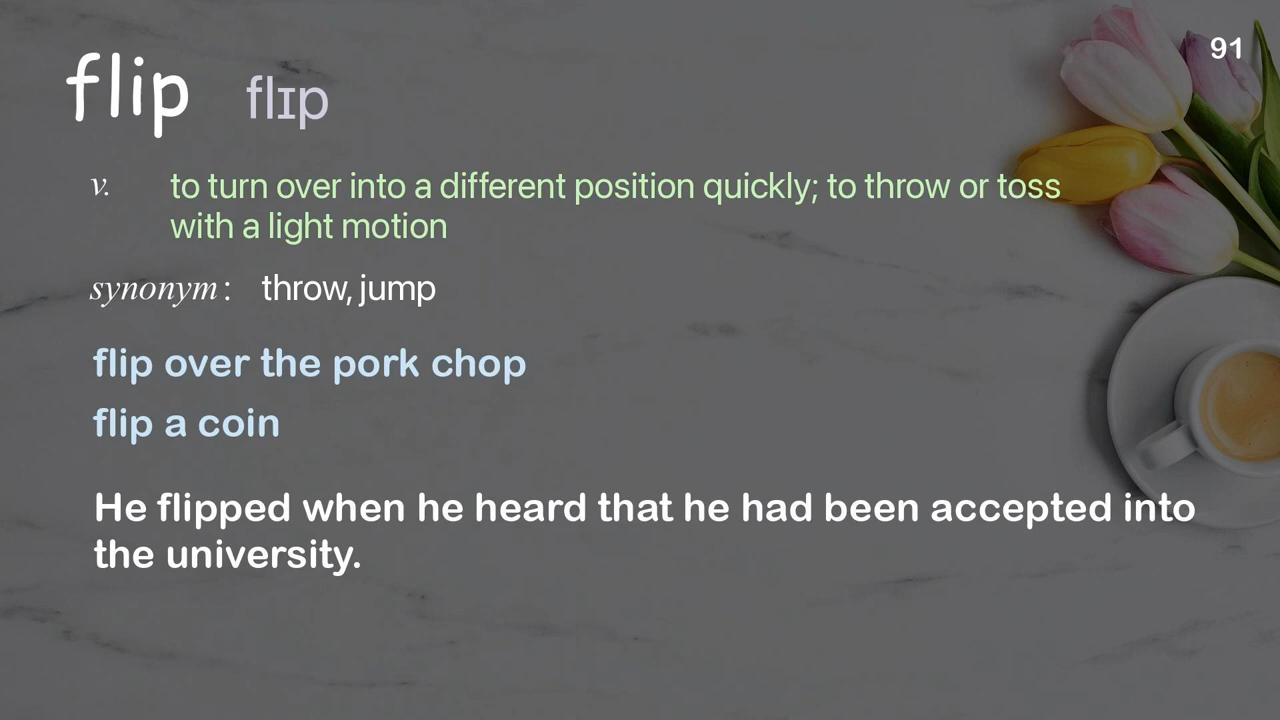 91
flip flɪp
v. to turn over into a different position quickly; to throw or toss
with a light motion
synonym: throw, jump
flip over the pork chop
flip a coin
He flipped when he heard that he had been accepted into
the university.